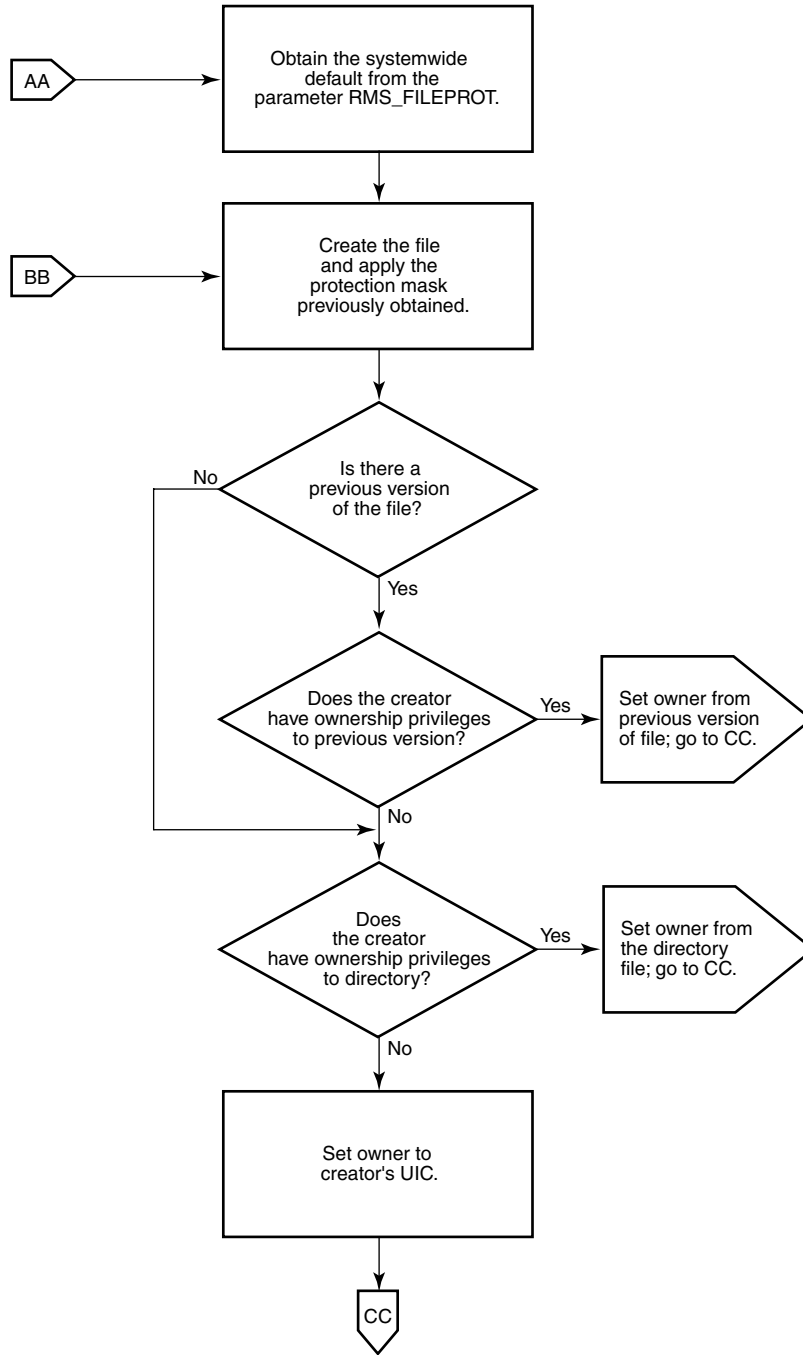 AA
Obtain the systemwide
default from the
parameter RMS_FILEPROT.
BB
Create the file
and apply the
protection mask
previously obtained.
No
Is there a
previous version
of the file?
Yes
Does the creator
have ownership privileges
to previous version?
Yes
Set owner from
previous version
of file; go to CC.
No
Does
the creator
have ownership privileges
to directory?
Yes
Set owner from
the directory
file; go to CC.
No
Set owner to
creator's UIC.
CC